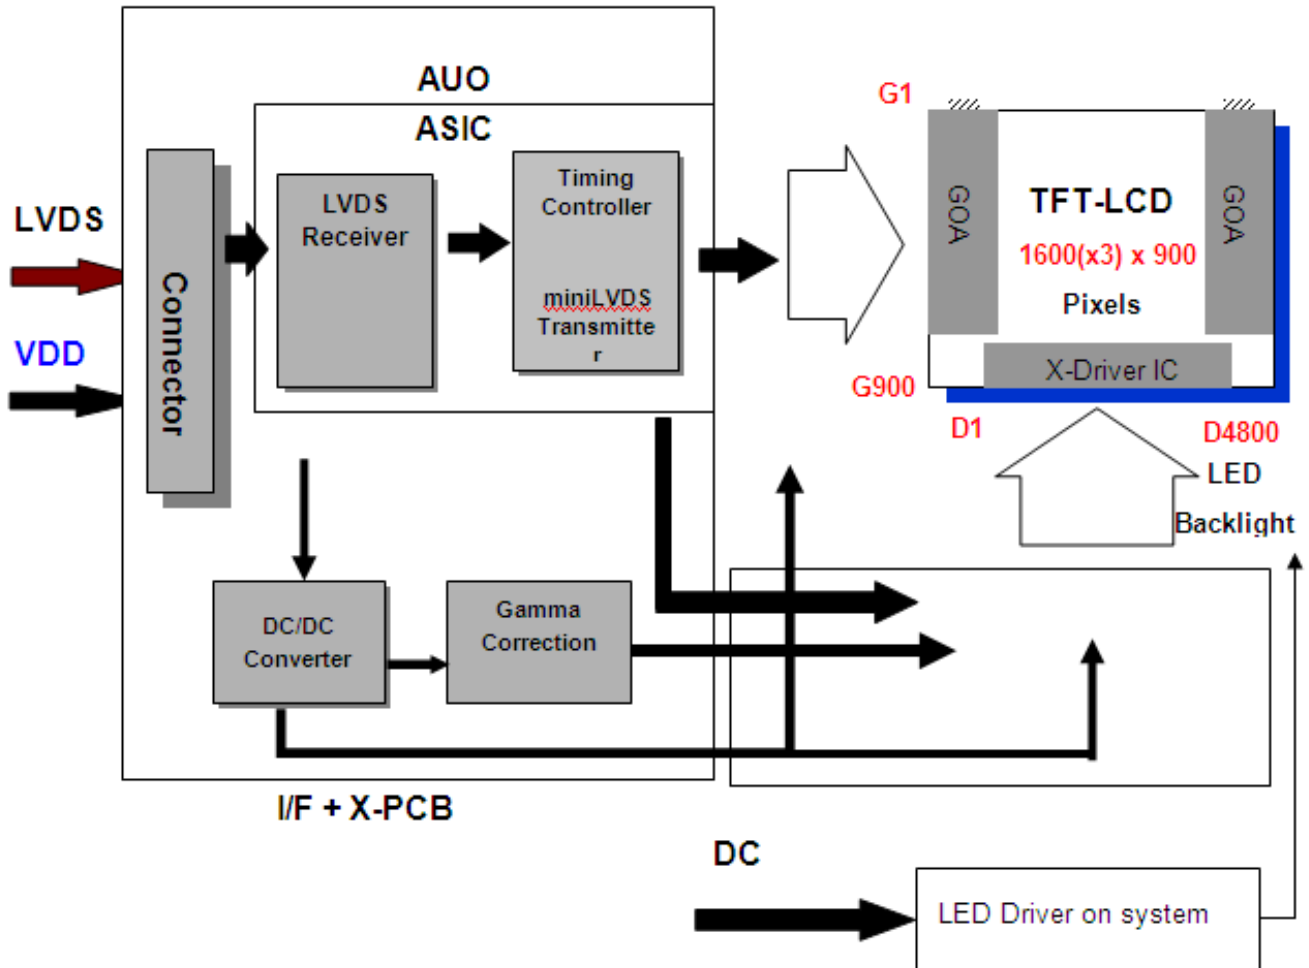 AUO
ASIC
LVDS
VDD
Connector
LVDS
Receiver
Timing
Controller
miniLVDS
Transmitte
r
G1
GOA
TFT-LCD
1600(x3) x 900
Pixels
GOA
X-Driver IC
G900
D1
D4800
LED
Backlight
DC/DC
Converter
Gamma
Correction
I/F + X-PCB
DC
LED Driver on system